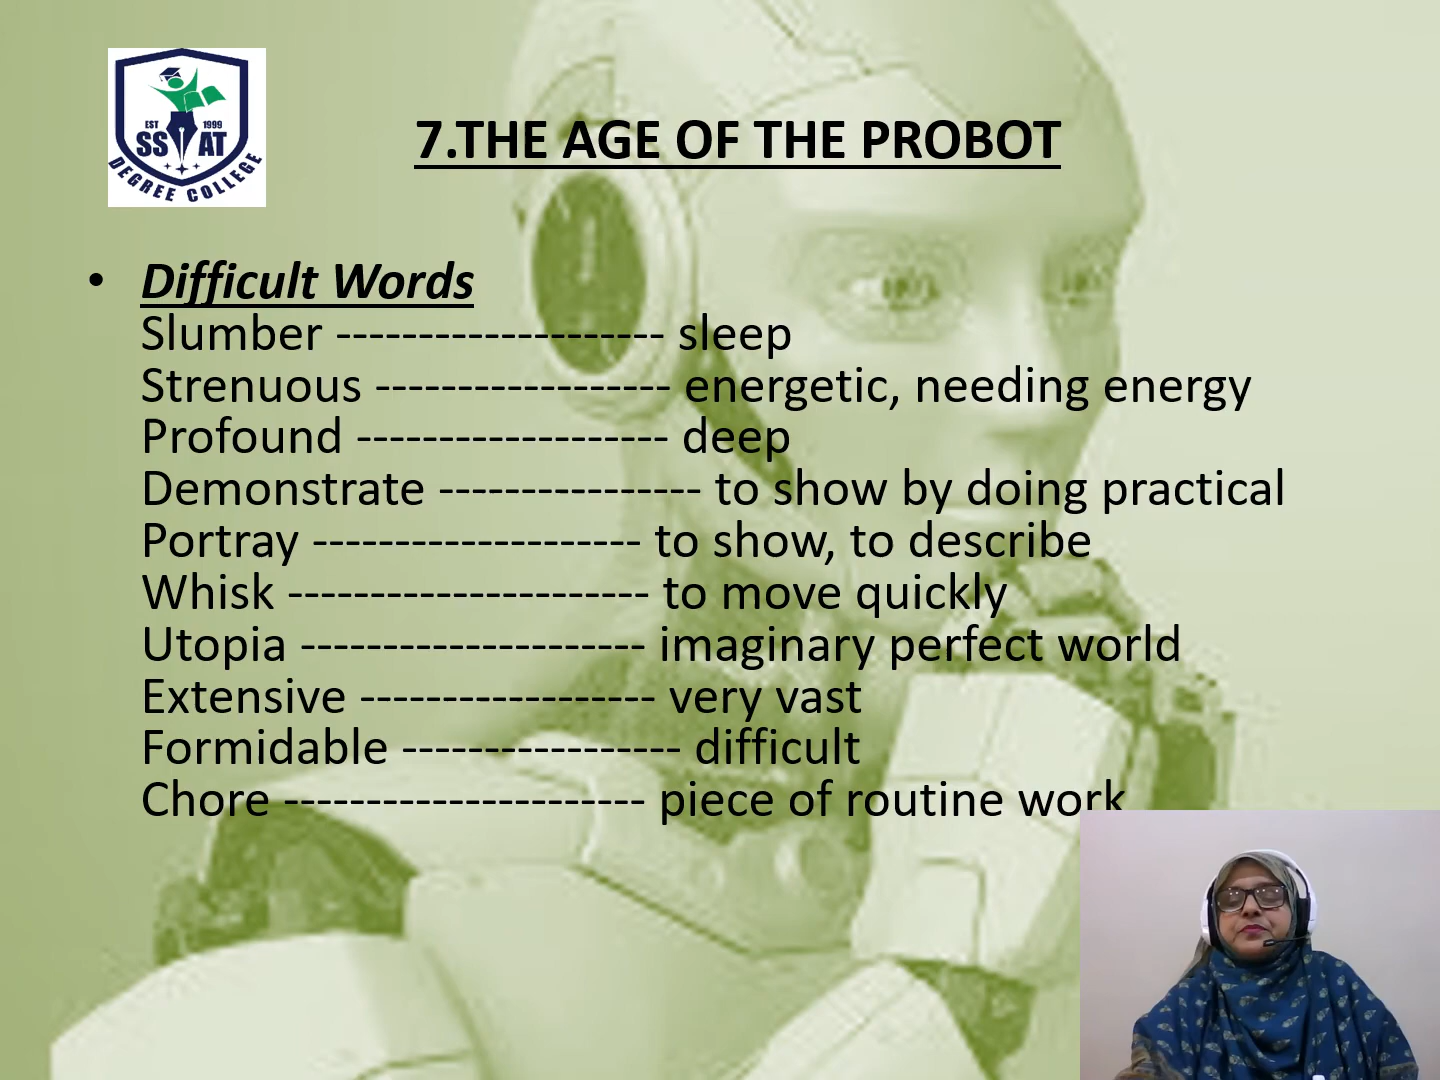 EST 1999
SS AT
DEGREE COLLEGE
7.THE AGE OF THE PROBOT
• Difficult Words
Slumber -------------------- sleep
Strenuous ------------------ energetic, needing energy
Profound ------------------- deep
Demonstrate ---------------- to show by doing practical
Portray -------------------- to show, to describe
Whisk ---------------------- to move quickly
Utopia --------------------- imaginary perfect world
Extensive ------------------ very vast
Formidable ----------------- difficult
Chore ---------------------- piece of routine work